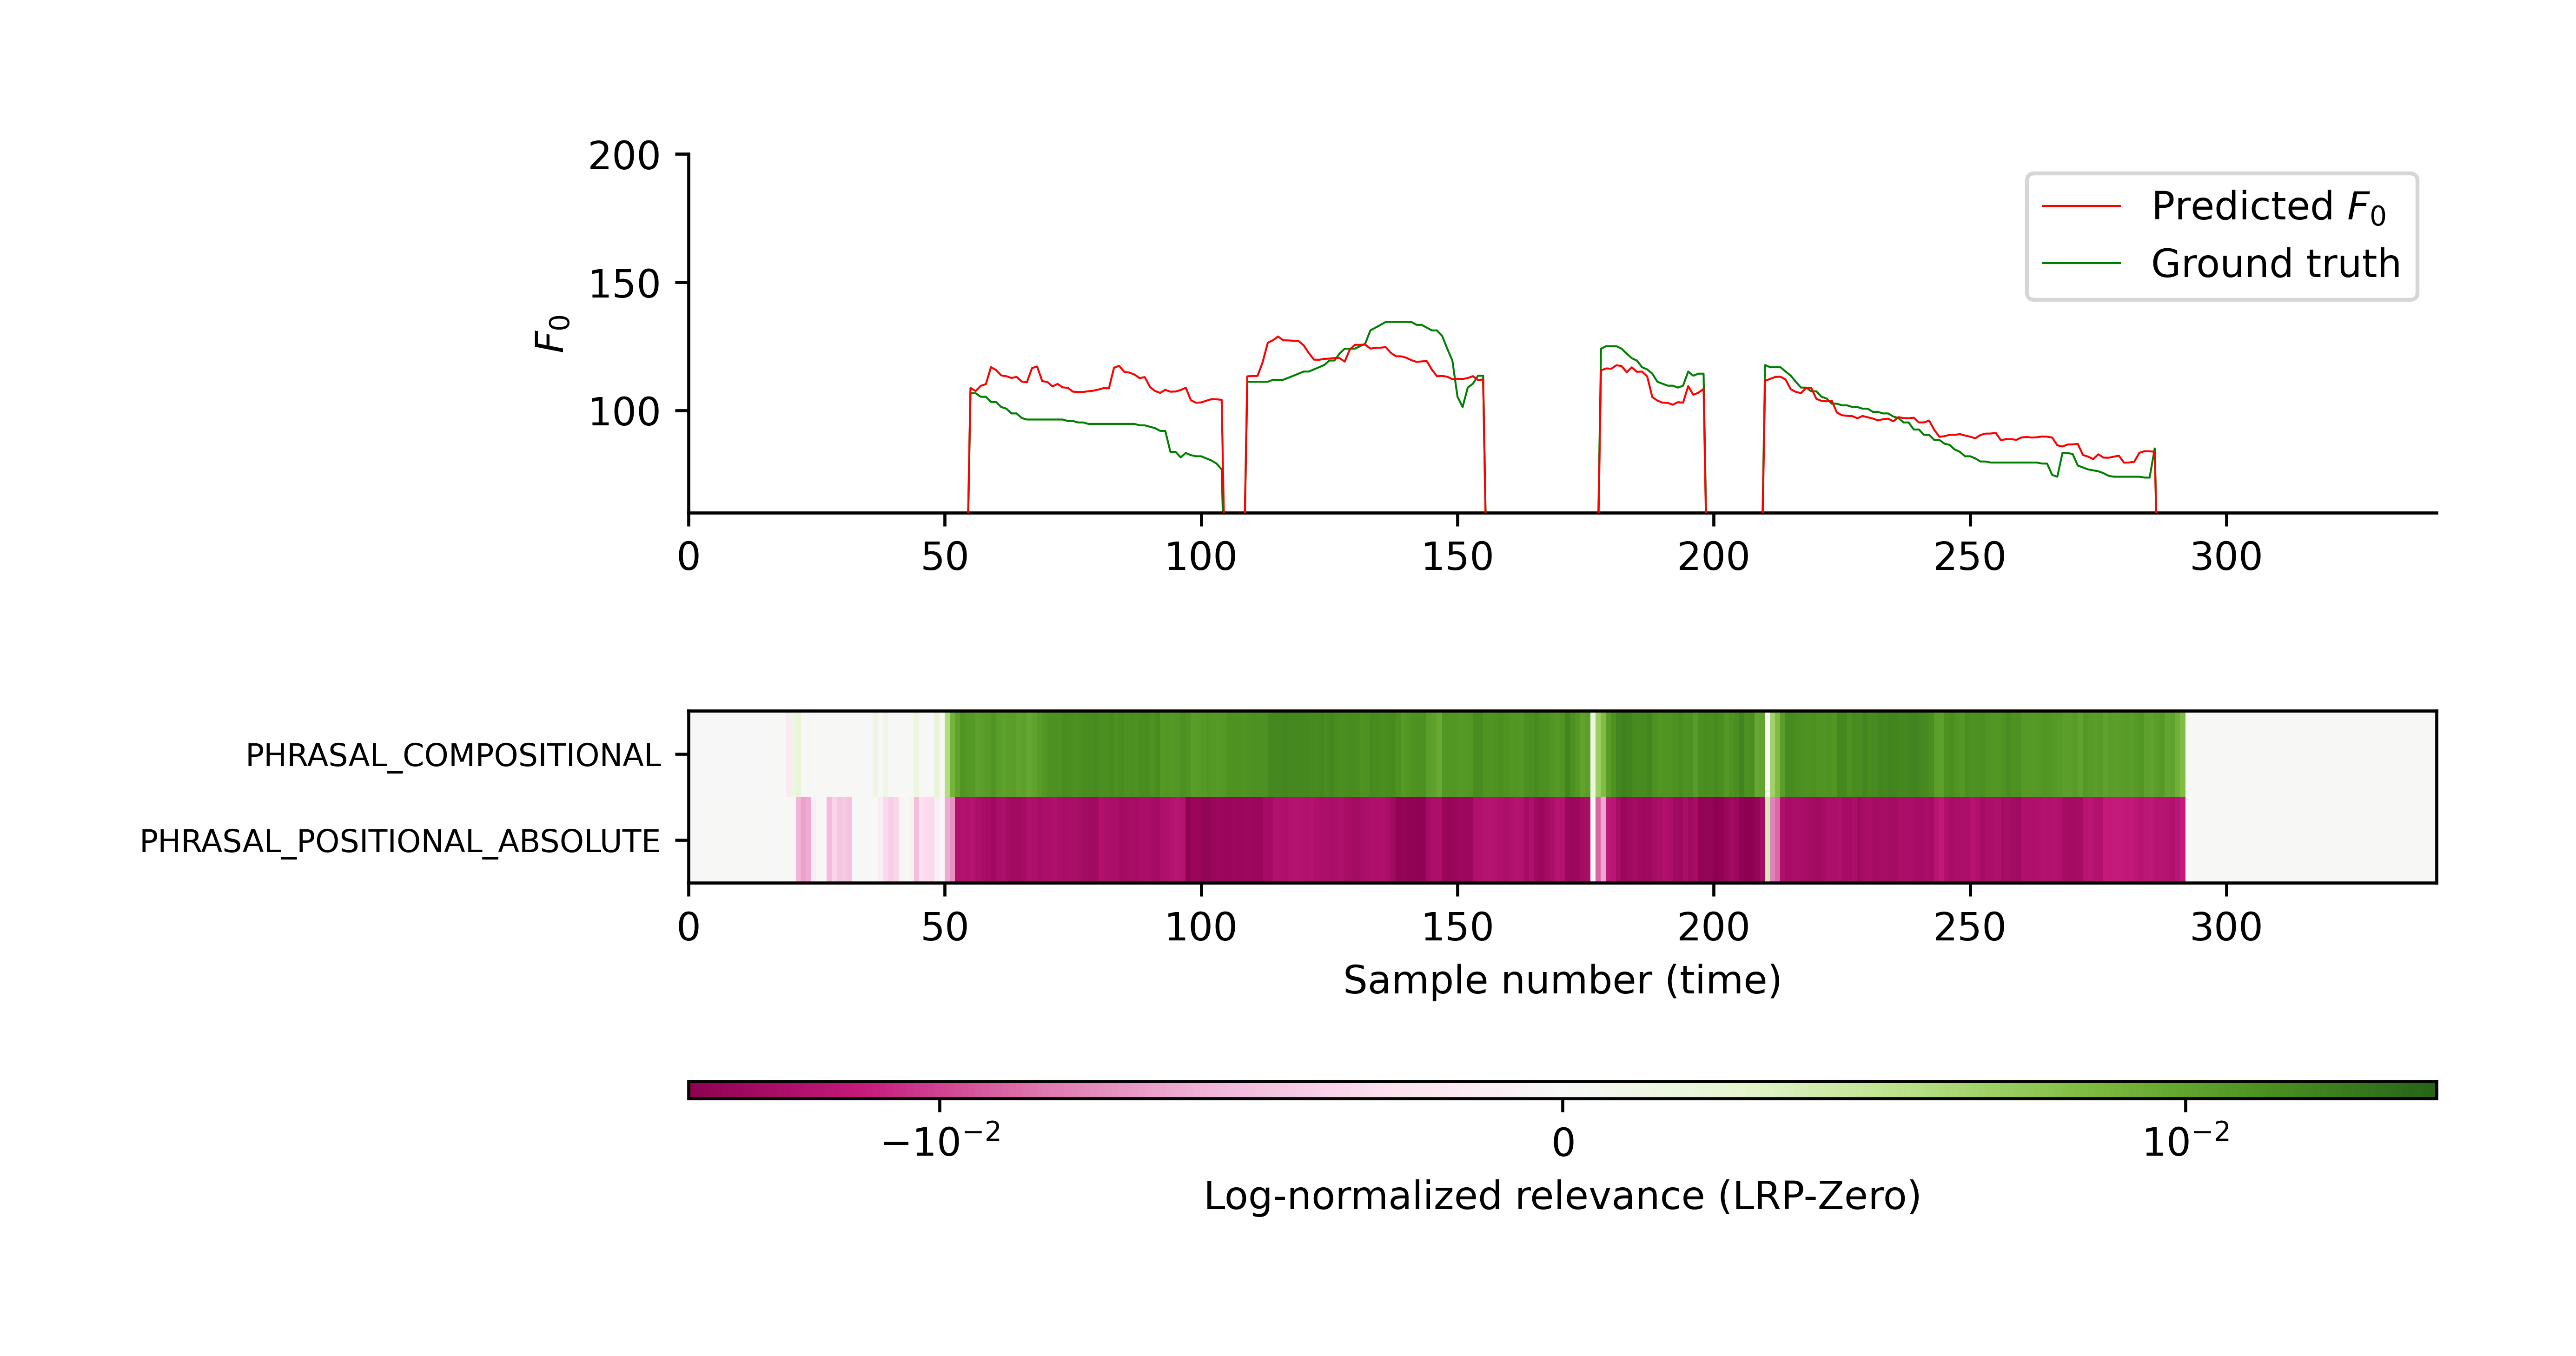 200
150
100
F₀
Predicted F₀
Ground truth
0 50 100 150 200 250 300
PHRASAL_COMPOSITIONAL
PHRASAL_POSITIONAL_ABSOLUTE
0 50 100 150 200 250 300
Sample number (time)
−10⁻² 0 10⁻²
Log-normalized relevance (LRP-Zero)